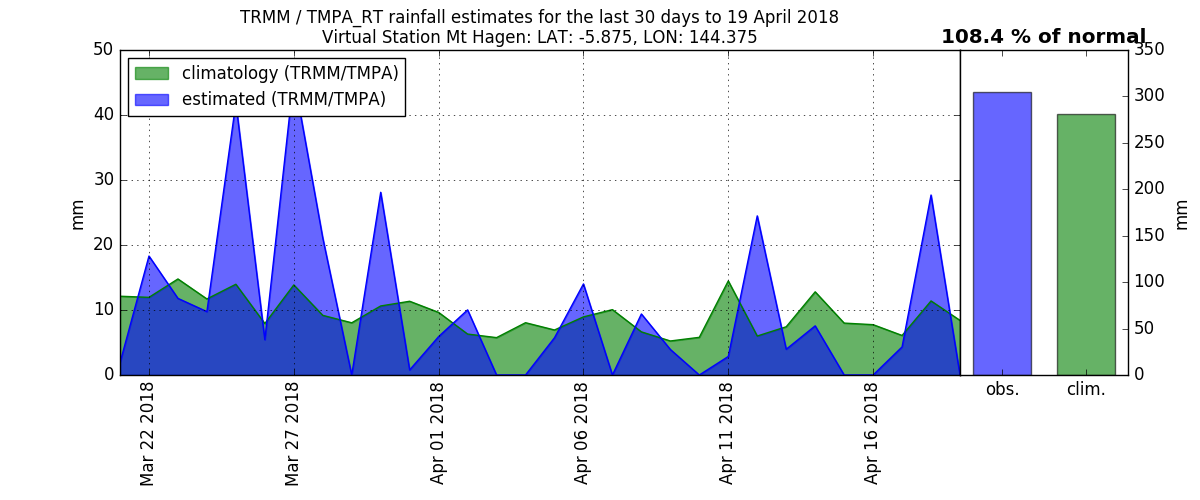 TRMM / TMPA_RT rainfall estimates for the last 30 days to 19 April 2018
Virtual Station Mt Hagen: LAT: -5.875, LON: 144.375
108.4 % of normal
climatology (TRMM/TMPA)
estimated (TRMM/TMPA)
50
40
30
20
10
0
mm
Mar 22 2018
Mar 27 2018
Apr 01 2018
Apr 06 2018
Apr 11 2018
Apr 16 2018
350
300
250
200
150
100
50
0
mm
obs.
clim.